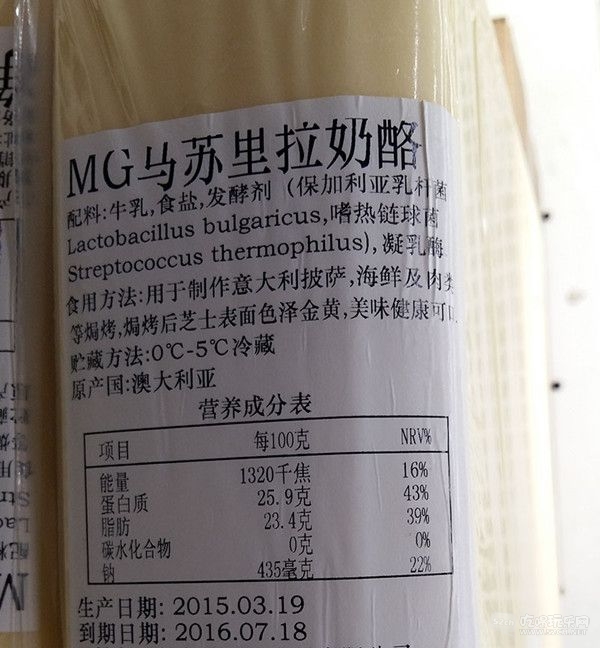 MG马苏里拉奶酪
配料:牛乳,食盐,发酵剂 (保加利亚乳杆菌
Lactobacillus bulgaricus,嗜热链球菌
Streptococcus thermophilus),凝乳酶
食用方法:用于制作意大利披萨,海鲜及肉类
等焗烤,焗烤后芝士表面色泽金黄,美味健康可口
贮藏方法:0℃-5℃冷藏
原产国:澳大利亚
营养成分表
项目 每100克 NRV%
能量 1320千焦 16%
蛋白质 25.9克 43%
脂肪 23.4克 39%
碳水化合物 0克 0%
钠 435毫克 22%
生产日期: 2015.03.19
到期日期: 2016.07.18